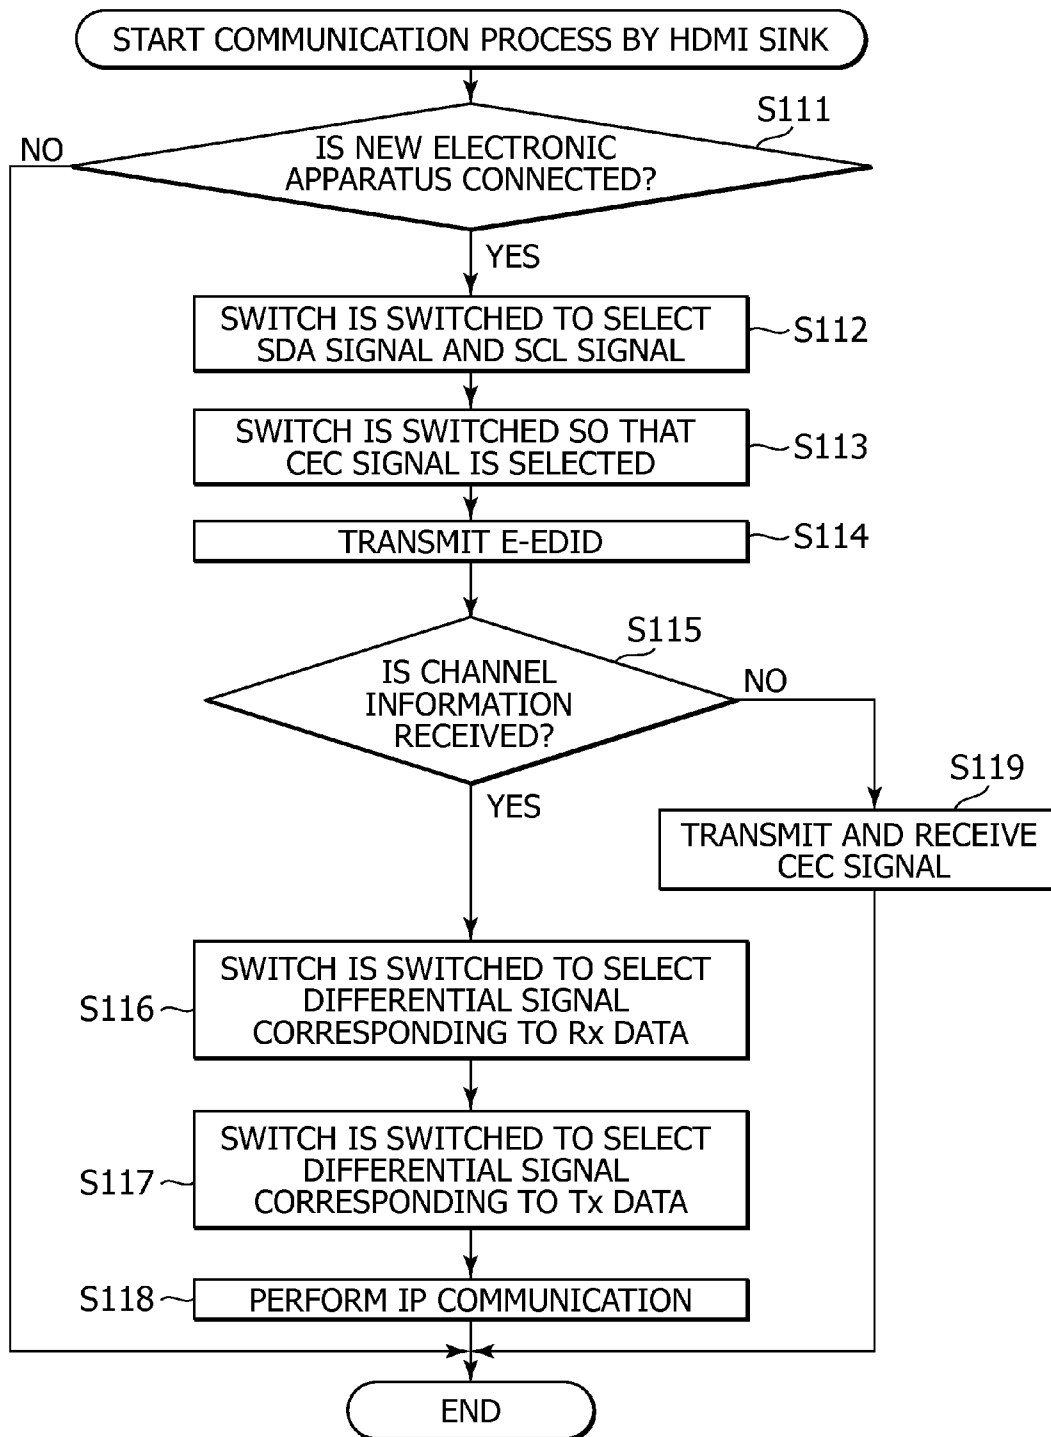 START COMMUNICATION PROCESS BY HDMI SINK
S111
NO
IS NEW ELECTRONIC
APPARATUS CONNECTED?
YES
SWITCH IS SWITCHED TO SELECT
SDA SIGNAL AND SCL SIGNAL
S112
SWITCH IS SWITCHED SO THAT
CEC SIGNAL IS SELECTED
S113
TRANSMIT E-EDID
S114
S115
IS CHANNEL
INFORMATION
RECEIVED?
NO
YES
S119
TRANSMIT AND RECEIVE
CEC SIGNAL
S116
SWITCH IS SWITCHED TO SELECT
DIFFERENTIAL SIGNAL
CORRESPONDING TO Rx DATA
S117
SWITCH IS SWITCHED TO SELECT
DIFFERENTIAL SIGNAL
CORRESPONDING TO Tx DATA
S118
PERFORM IP COMMUNICATION
END